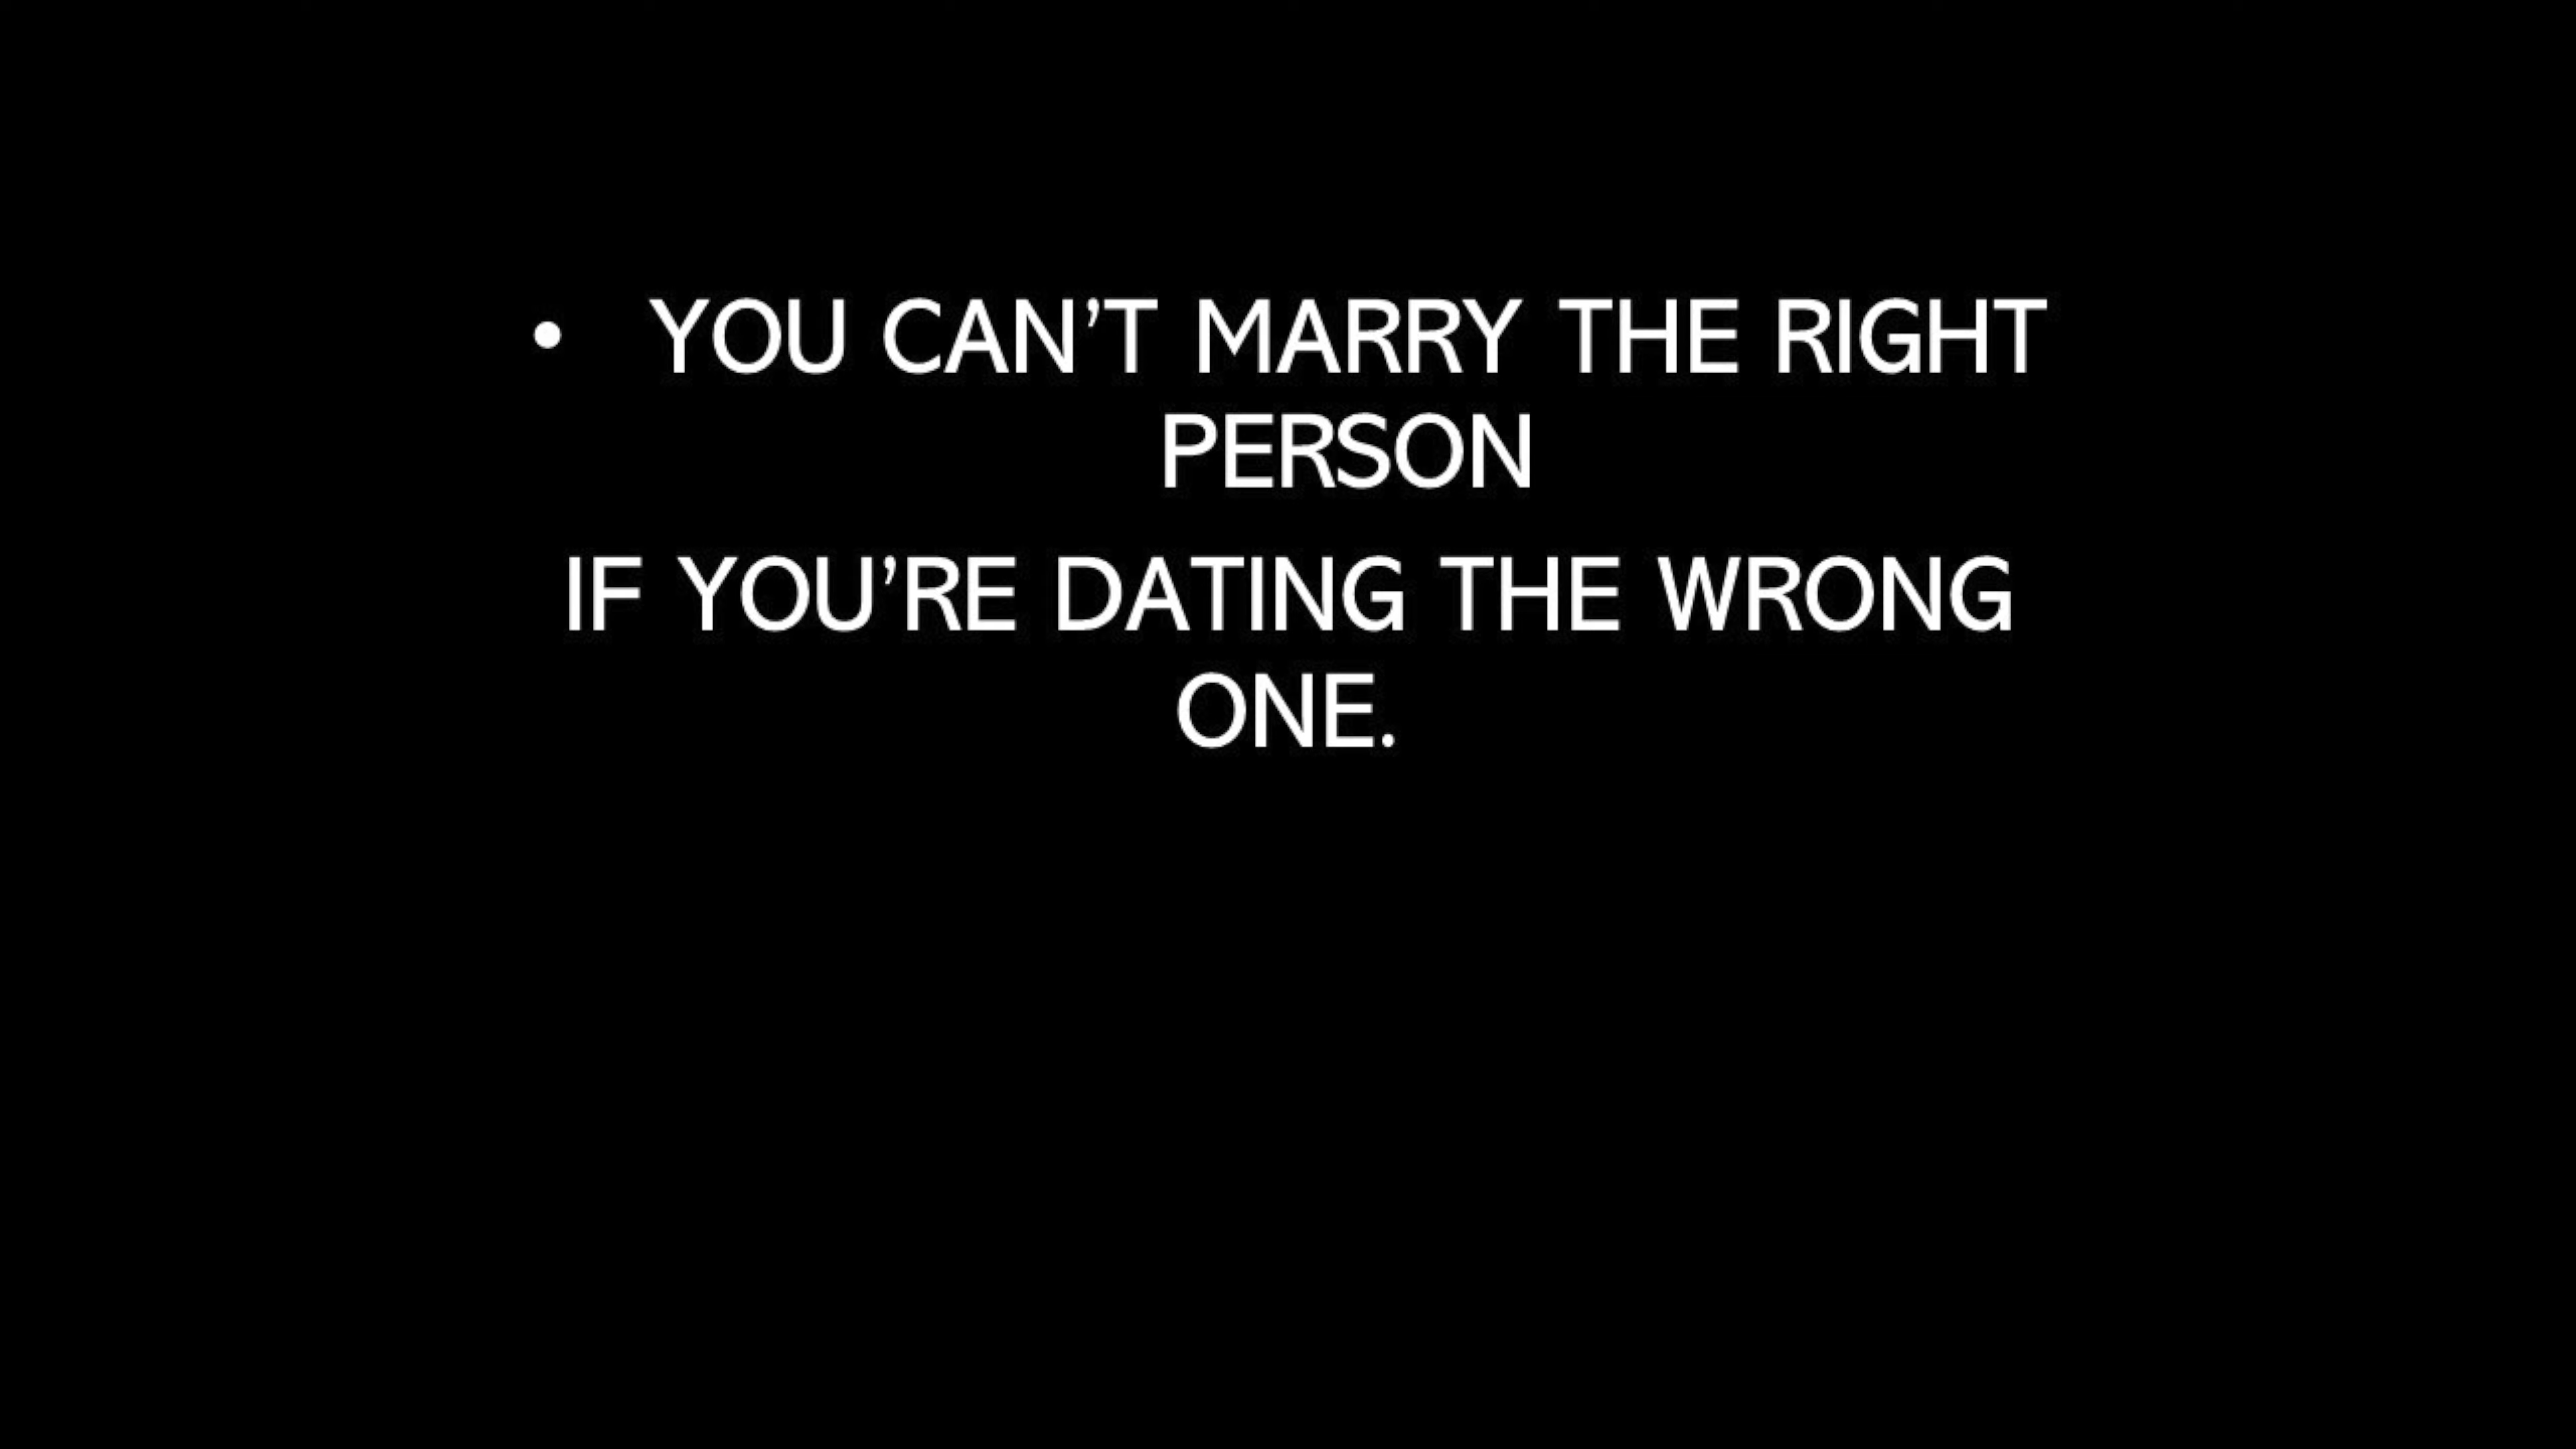 • YOU CAN’T MARRY THE RIGHT
PERSON
IF YOU’RE DATING THE WRONG
ONE.